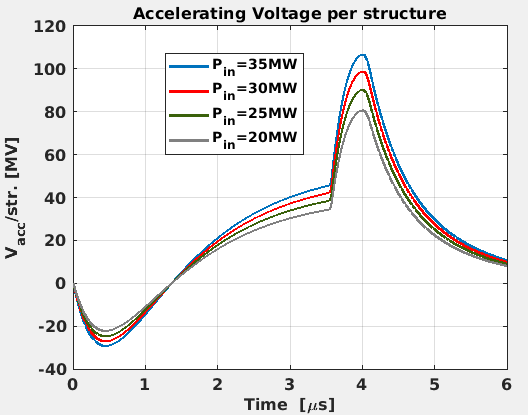 Accelerating Voltage per structure
V_acc/str. [MV]
120
100
80
60
40
20
0
-20
-40
P_in=35MW
P_in=30MW
P_in=25MW
P_in=20MW
0 1 2 3 4 5 6
Time [μs]